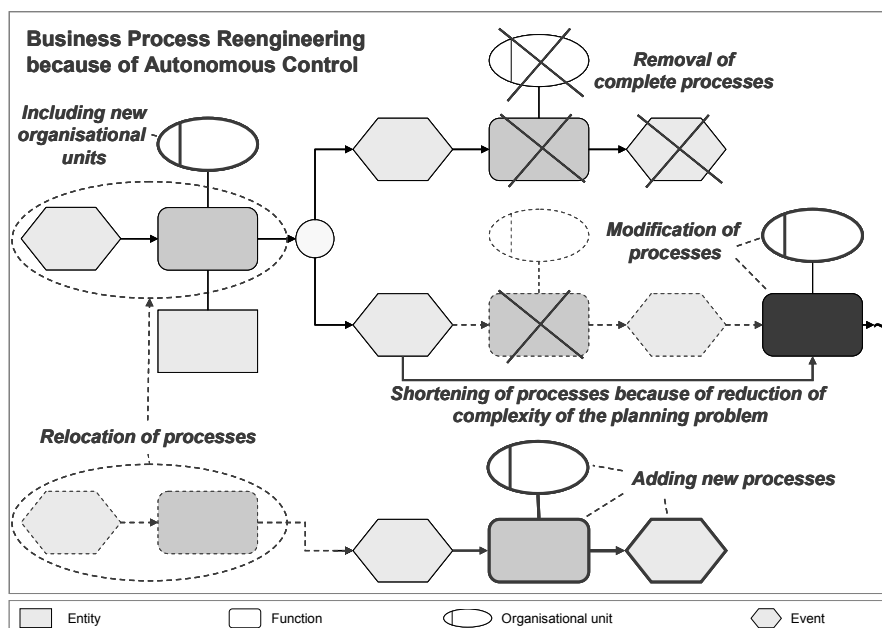 Business Process Reengineering
because of Autonomous Control
Removal of
complete processes
Including new
organisational
units
Modification of
processes
Shortening of processes because of reduction of
complexity of the planning problem
Relocation of processes
Adding new processes
Entity
Function
Organisational unit
Event